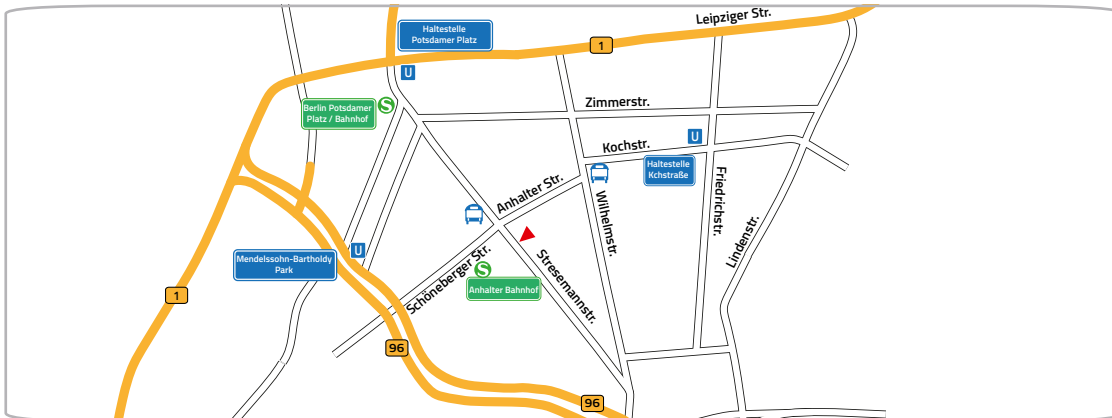 Leipziger Str.
Haltestelle
Potsdamer Platz
1
U
Berlin Potsdamer
Platz / Bahnhof
S
Zimmerstr.
U
Kochstr.
Haltestelle
Kchstraße
Anhalter Str.
Wilhelmstr.
Friedrichstr.
Lindenstr.
Mendelssohn-Bartholdy
Park
U
Schöneberger Str.
S
Anhalter Bahnhof
Stresemannstr.
1
96
96